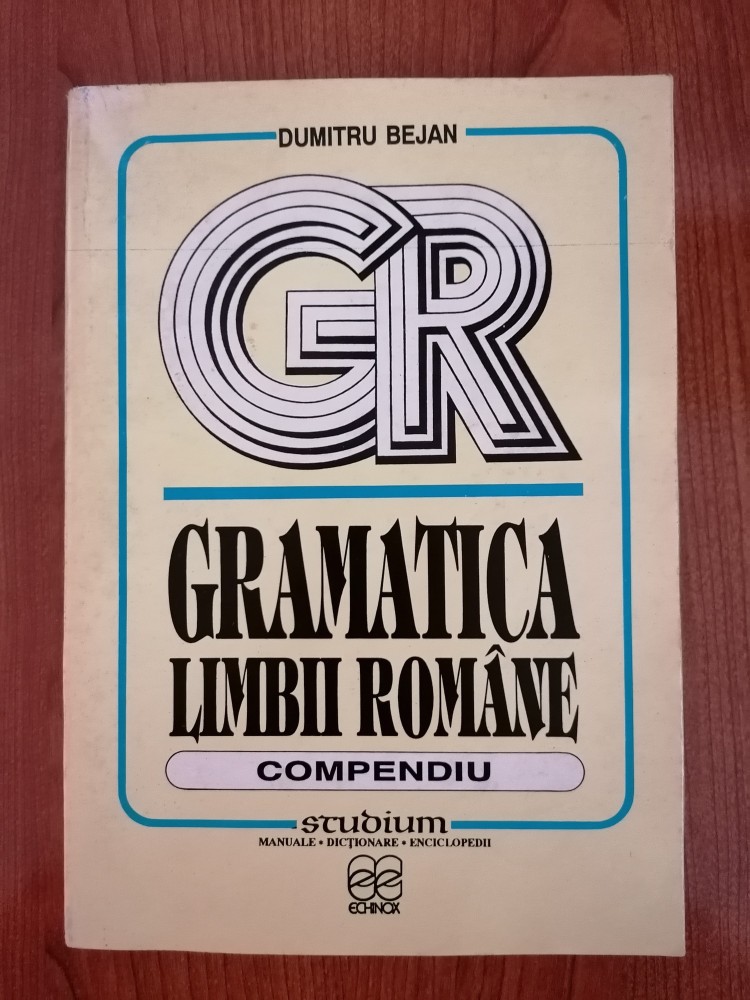 DUMITRU BEJAN
GR
GRAMATICA
LIMBII ROMÂNE
COMPENDIU
studium
MANUALE • DICȚIONARE • ENCICLOPEDII
ECHINOX